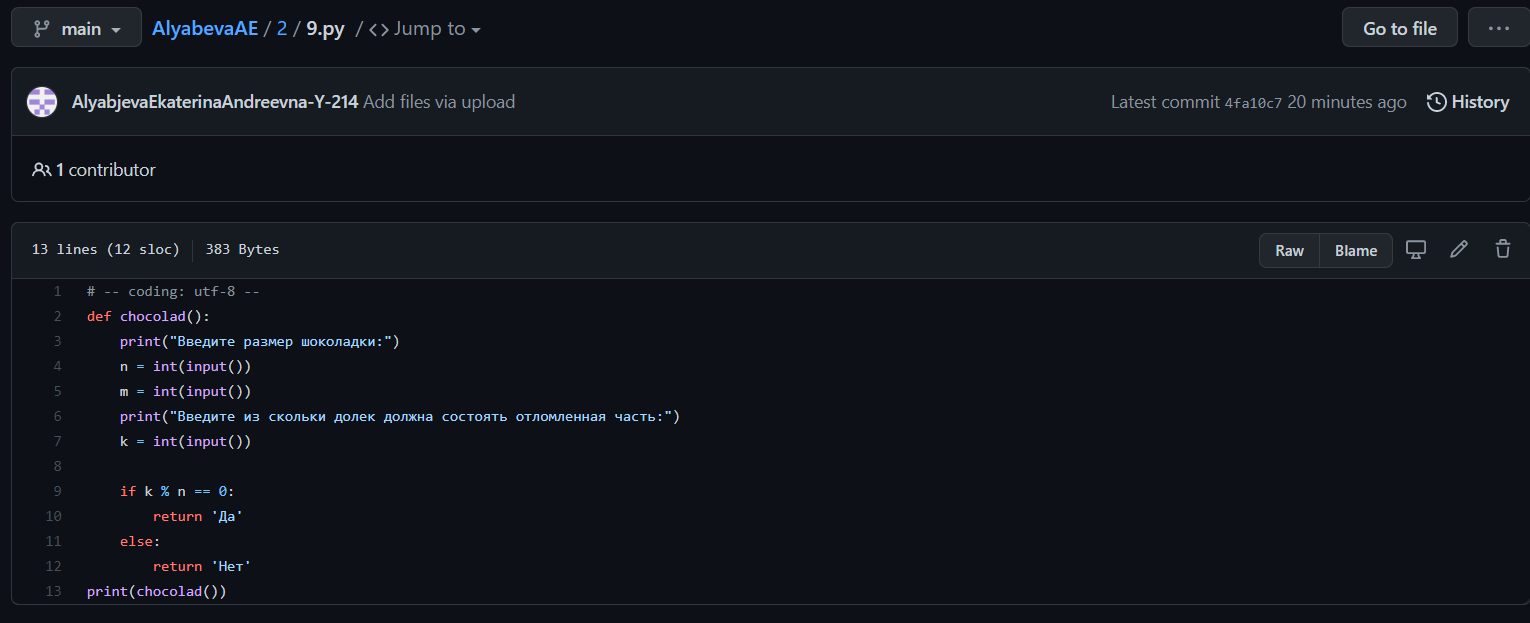 main AlyabevaAE / 2 / 9.py / <> Jump to Go to file ...
AlyabjevaEkaterinaAndreevna-Y-214 Add files via upload Latest commit 4fa10c7 20 minutes ago History
1 contributor
13 lines (12 sloc) 383 Bytes Raw Blame
1 # -- coding: utf-8 --
2 def chocolad():
3     print("Введите размер шоколадки:")
4     n = int(input())
5     m = int(input())
6     print("Введите из скольки долек должна состоять отломленная часть:")
7     k = int(input())
8
9     if k % n == 0:
10         return 'Да'
11     else:
12         return 'Нет'
13 print(chocolad())